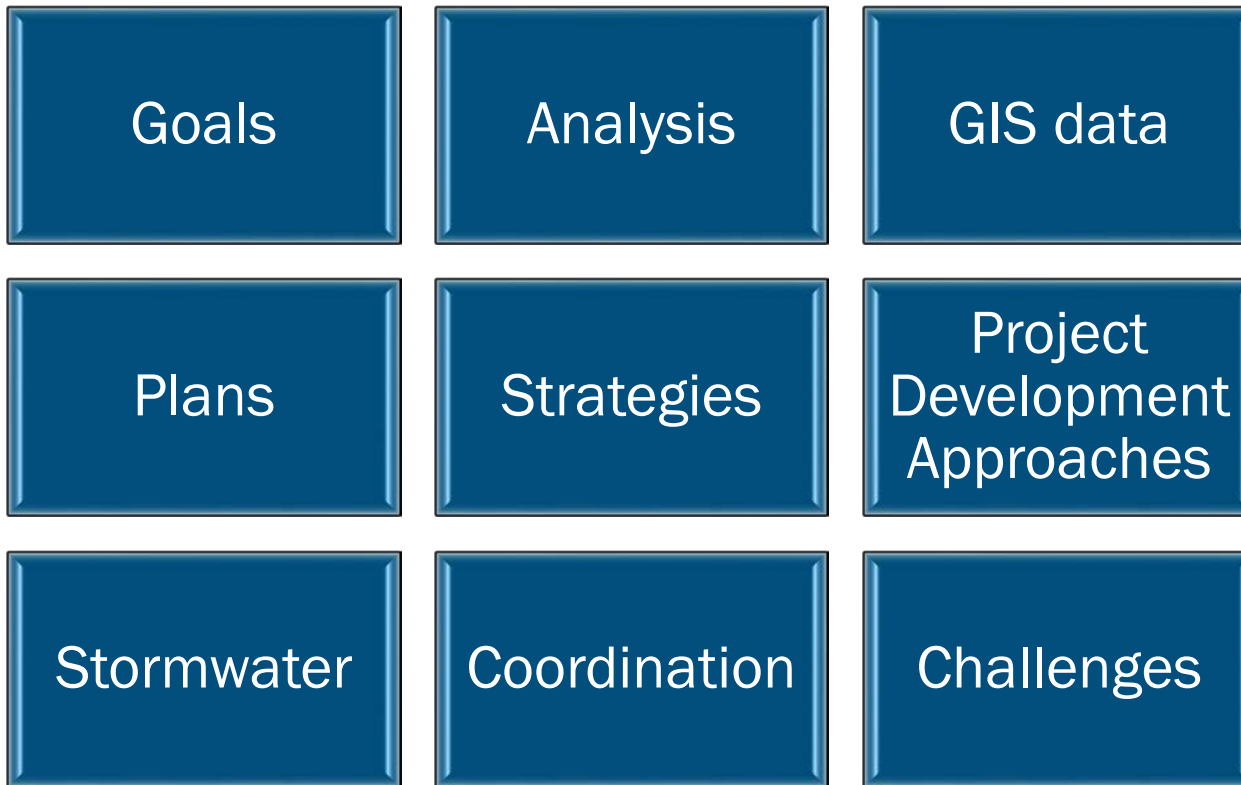 Goals
Analysis
GIS data
Plans
Strategies
Project
Development
Approaches
Stormwater
Coordination
Challenges